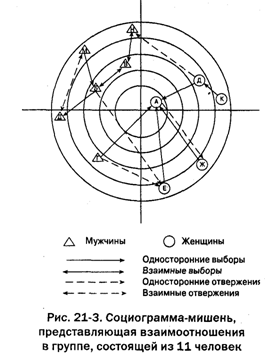 А
Д
К
Ж
Е
Мужчины
Женщины
Односторонние выборы
Взаимные выборы
Односторонние отвержения
Взаимные отвержения
Рис. 21-3. Социограмма-мишень,
представляющая взаимоотношения
в группе, состоящей из 11 человек